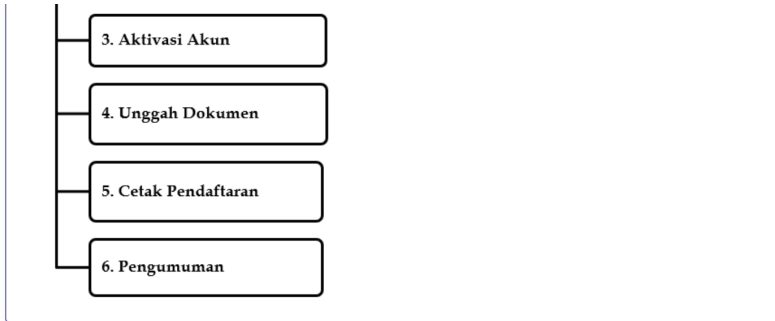 3. Aktivasi Akun
4. Unggah Dokumen
5. Cetak Pendaftaran
6. Pengumuman